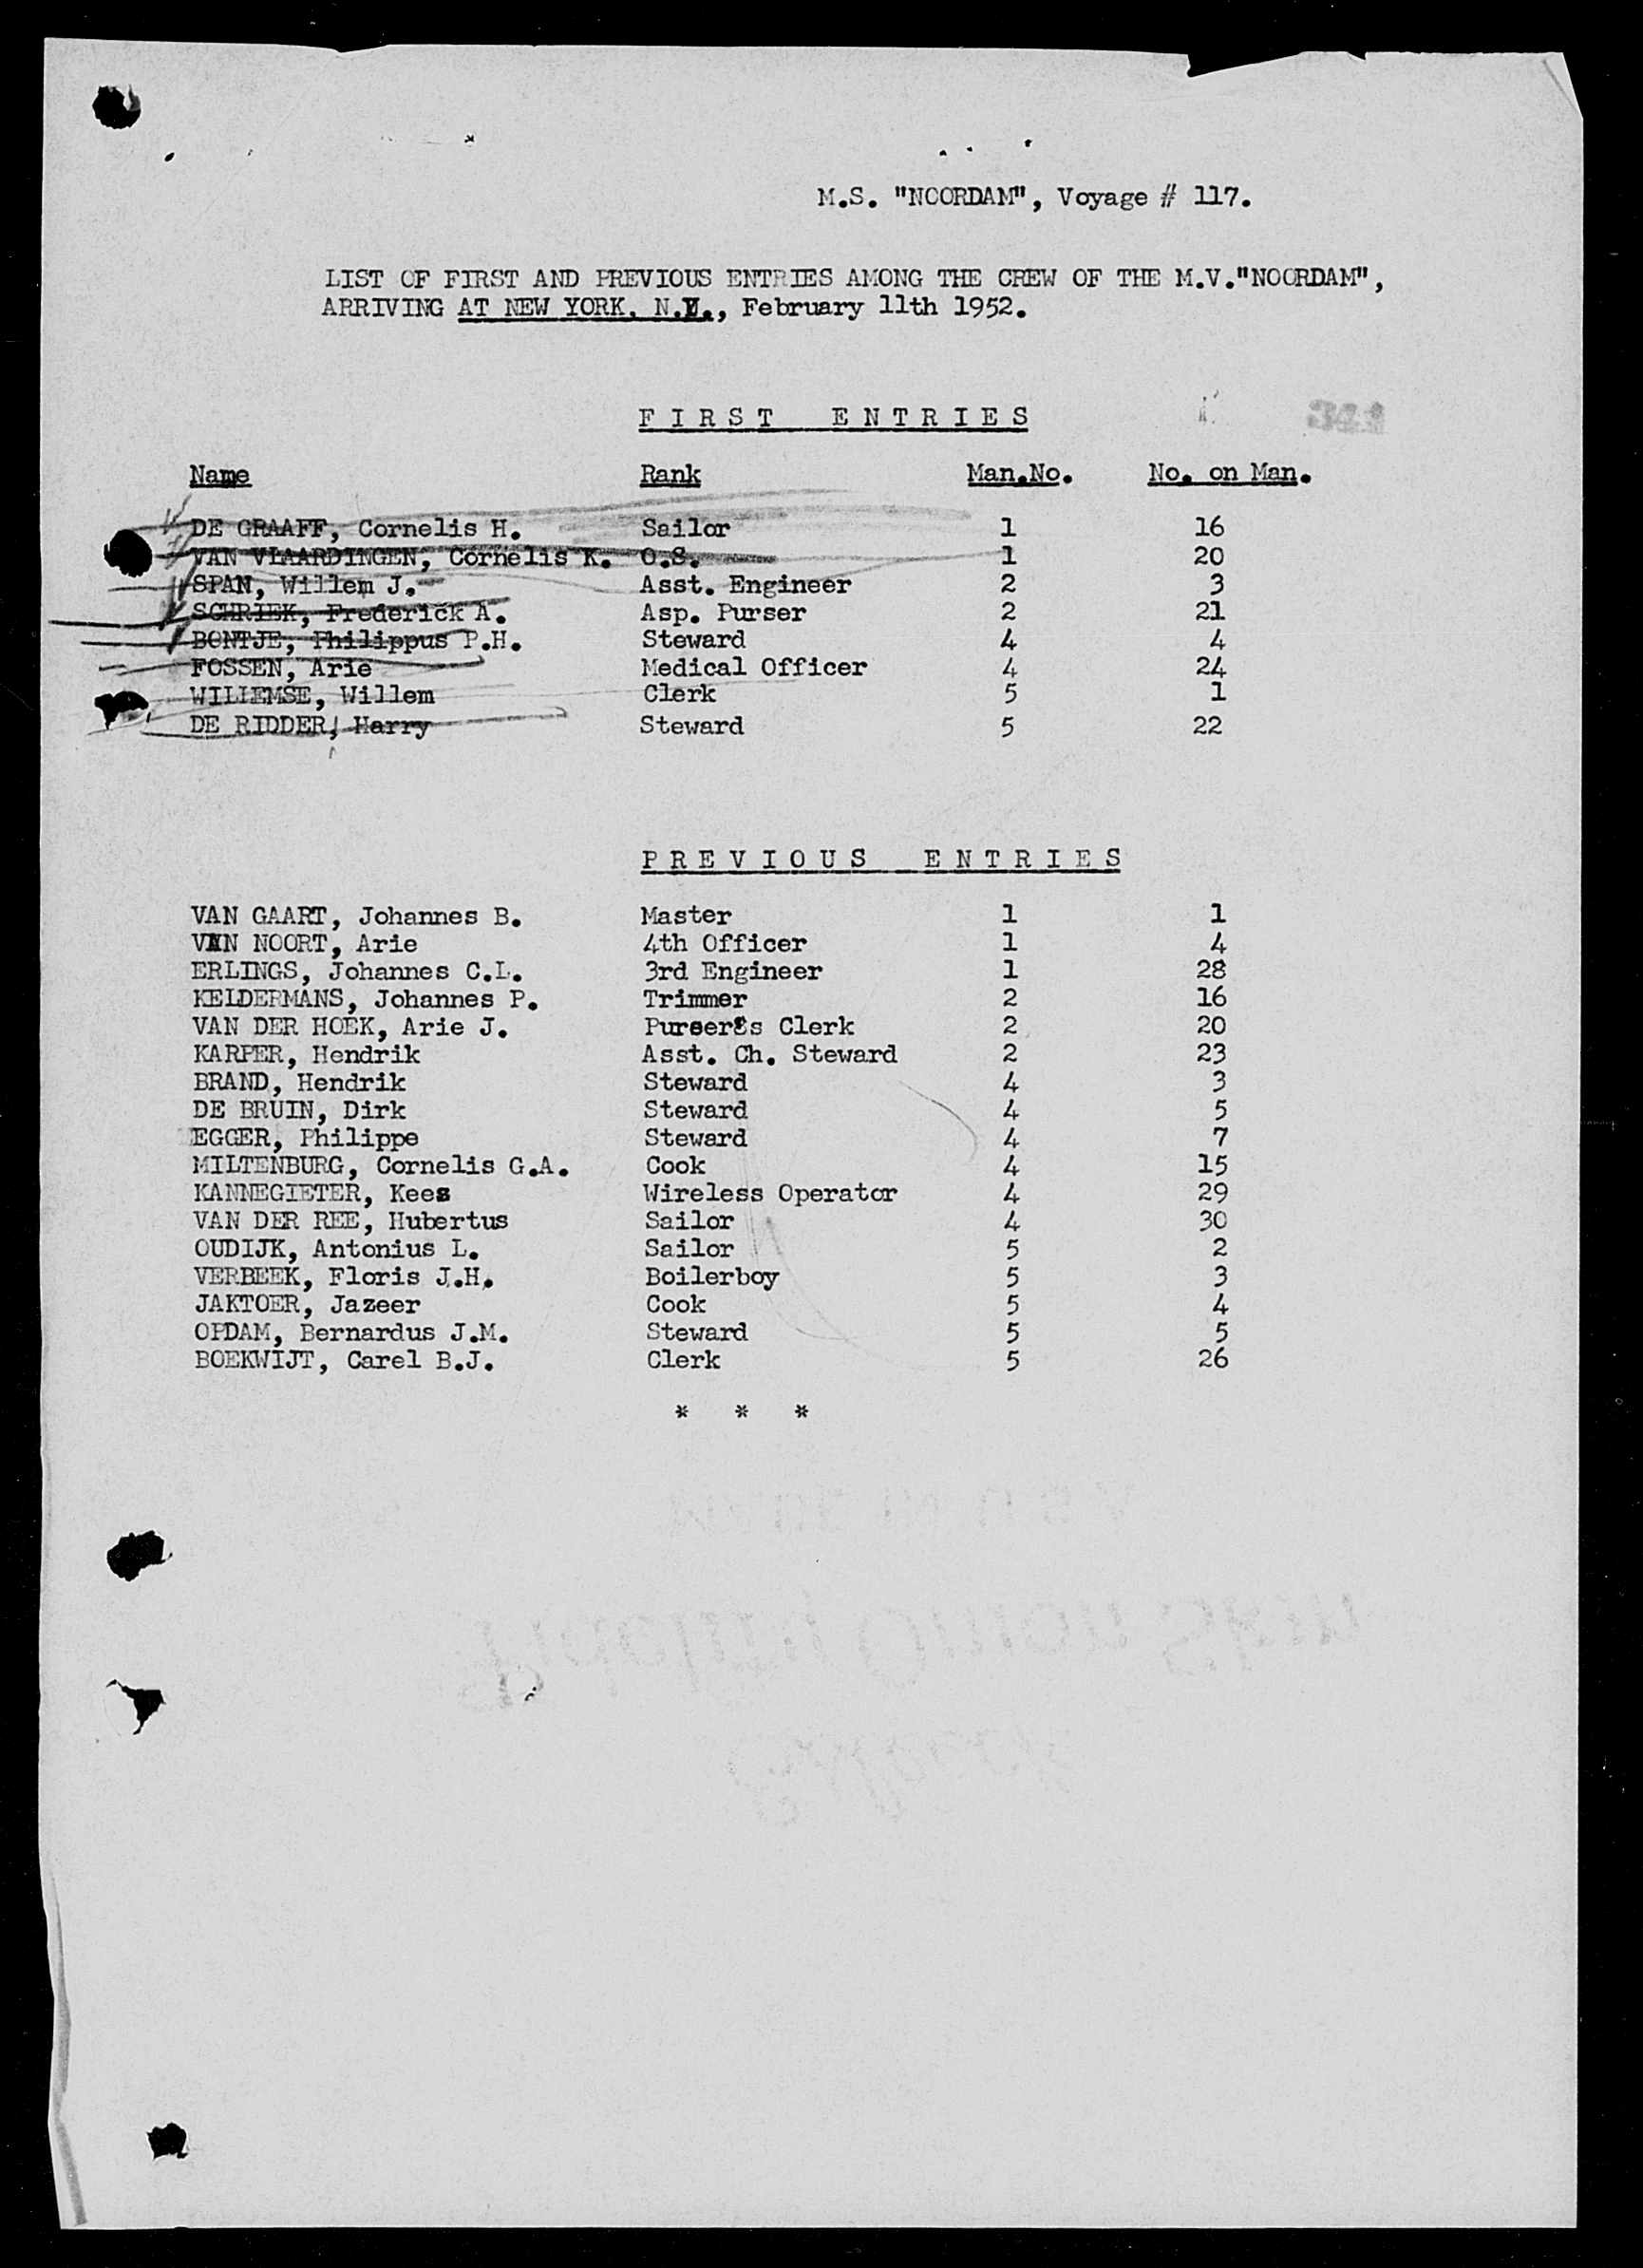 M.S. "NOORDAM", Voyage # 117.
LIST OF FIRST AND PREVIOUS ENTRIES AMONG THE CREW OF THE M.V."NOORDAM",
ARRIVING AT NEW YORK, N.Y., February 11th 1952.
FIRST ENTRIES
Name Rank Man.No. No. on Man.
DE GRAAFF, Cornelis H. Sailor 1 16
VAN VLAARDINGEN, Cornelis K. O.S. 1 20
SPAN, Willem J. Asst. Engineer 2 3
SCHRIEK, Frederick A. Asp. Purser 2 21
BONTJE, Philippus P.H. Steward 4 4
FOSSEN, Arie Medical Officer 4 24
WILLEMSE, Willem Clerk 5 1
DE RIDDER, Harry Steward 5 22
PREVIOUS ENTRIES
VAN GAART, Johannes B. Master 1 1
VAN NOORT, Arie 4th Officer 1 4
ERLINGS, Johannes C.L. 3rd Engineer 1 28
KELDERMANS, Johannes P. Trimmer 2 16
VAN DER HOEK, Arie J. Purser's Clerk 2 20
KARPER, Hendrik Asst. Ch. Steward 2 23
BRAND, Hendrik Steward 4 3
DE BRUIN, Dirk Steward 4 5
EGGER, Philippe Steward 4 7
MILTENBURG, Cornelis G.A. Cook 4 15
KANNEGIETER, Kees Wireless Operator 4 29
VAN DER REE, Hubertus Sailor 4 30
OUDIJK, Antonius L. Sailor 5 2
VERBEEK, Floris J.H. Boilerboy 5 3
JAKTOER, Jazeer Cook 5 4
OPDAM, Bernardus J.M. Steward 5 5
BOEKWIJT, Carel B.J. Clerk 5 26
* * *